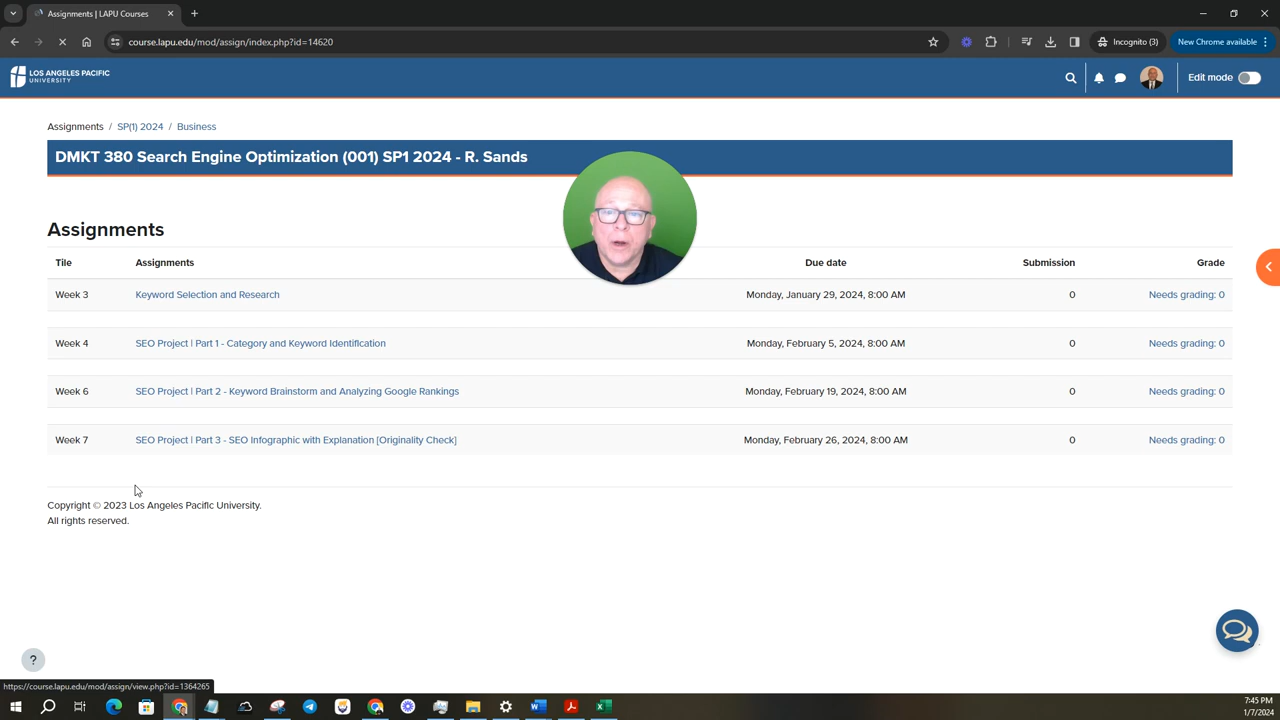 Assignments | LAPU Courses
course.lapu.edu/mod/assign/index.php?id=14620
Incognito (3)
New Chrome available
LOS ANGELES PACIFIC
UNIVERSITY
Edit mode
Assignments / SP(1) 2024 / Business
DMKT 380 Search Engine Optimization (001) SP1 2024 - R. Sands
Assignments
Tile Assignments Due date Submission Grade
Week 3 Keyword Selection and Research Monday, January 29, 2024, 8:00 AM 0 Needs grading: 0
Week 4 SEO Project | Part 1 - Category and Keyword Identification Monday, February 5, 2024, 8:00 AM 0 Needs grading: 0
Week 6 SEO Project | Part 2 - Keyword Brainstorm and Analyzing Google Rankings Monday, February 19, 2024, 8:00 AM 0 Needs grading: 0
Week 7 SEO Project | Part 3 - SEO Infographic with Explanation [Originality Check] Monday, February 26, 2024, 8:00 AM 0 Needs grading: 0
Copyright © 2023 Los Angeles Pacific University.
All rights reserved.
?
https://course.lapu.edu/mod/assign/view.php?id=1364265
7:45 PM
1/7/2024